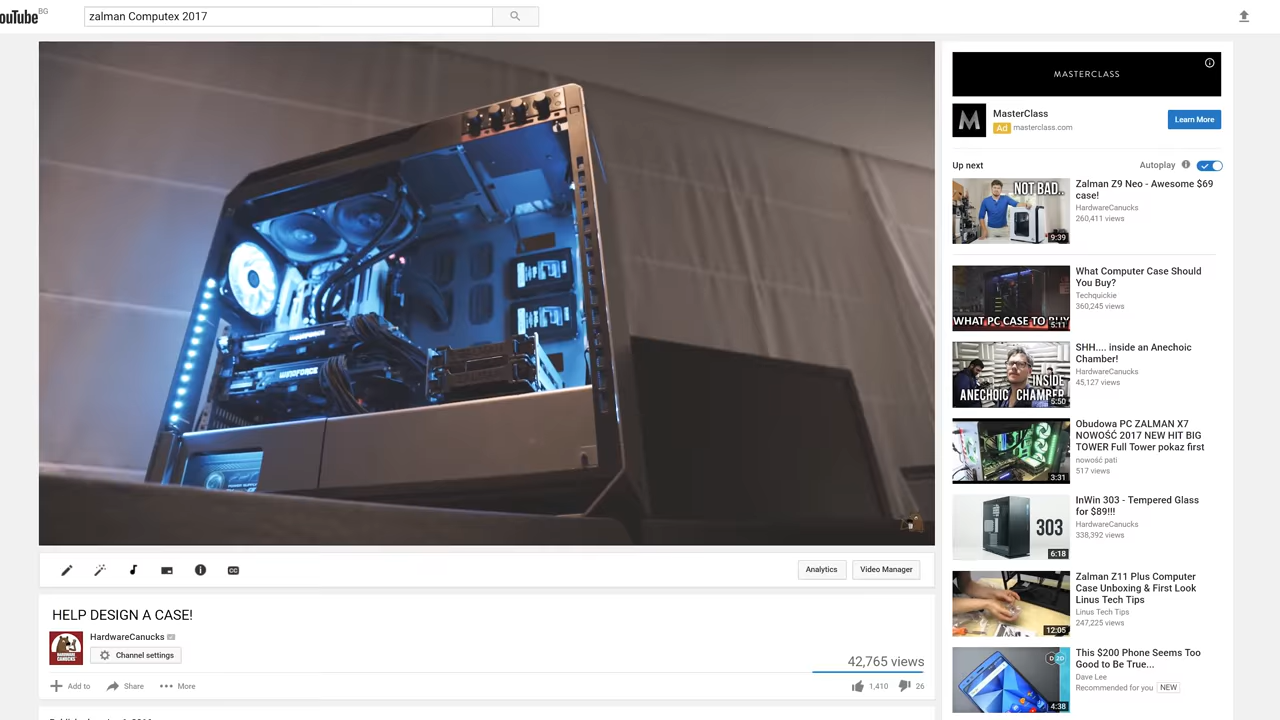 ouTube BG
zalman Computex 2017
MASTERCLASS
MasterClass
Ad masterclass.com
Learn More
Up next
Autoplay
NOT BAD..
9:39
Zalman Z9 Neo - Awesome $69
case!
HardwareCanucks
260,411 views
WHAT PC CASE TO BUY
5:11
What Computer Case Should
You Buy?
Techquickie
360,245 views
INSIDE
ANECHOIC CHAMBER
5:50
SHH.... inside an Anechoic
Chamber!
HardwareCanucks
45,127 views
3:31
Obudowa PC ZALMAN X7
NOWOŚĆ 2017 NEW HIT BIG
TOWER Full Tower pokaz first
nowość pati
517 views
303
6:18
InWin 303 - Tempered Glass
for $89!!!
HardwareCanucks
338,392 views
12:05
Zalman Z11 Plus Computer
Case Unboxing & First Look
Linus Tech Tips
Linus Tech Tips
247,225 views
4:38
This $200 Phone Seems Too
Good to Be True...
Dave Lee
Recommended for you NEW
CC
Analytics
Video Manager
HELP DESIGN A CASE!
HardwareCanucks
Channel settings
42,765 views
Add to
Share
More
1,410
26